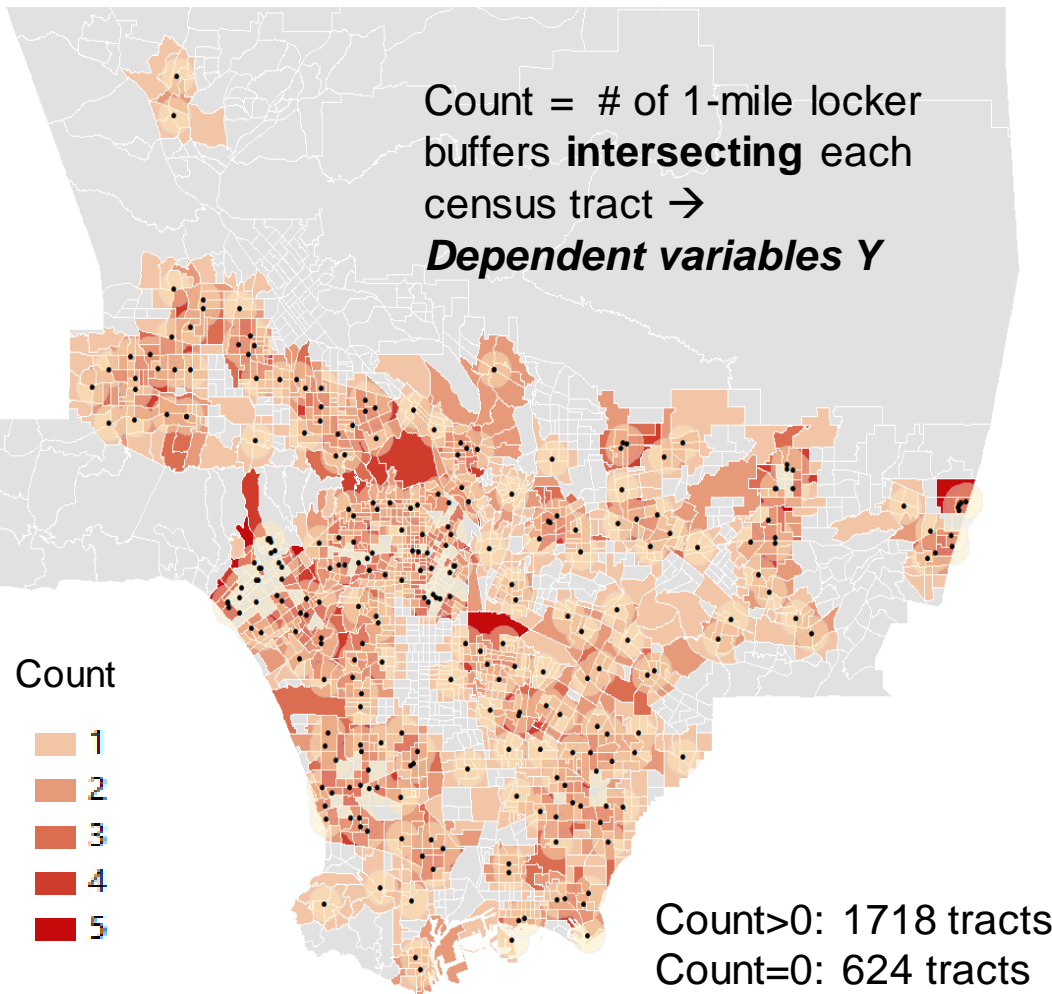 Count = # of 1-mile locker
buffers intersecting each
census tract →
Dependent variables Y
Count
1
2
3
4
5
Count>0: 1718 tracts
Count=0: 624 tracts